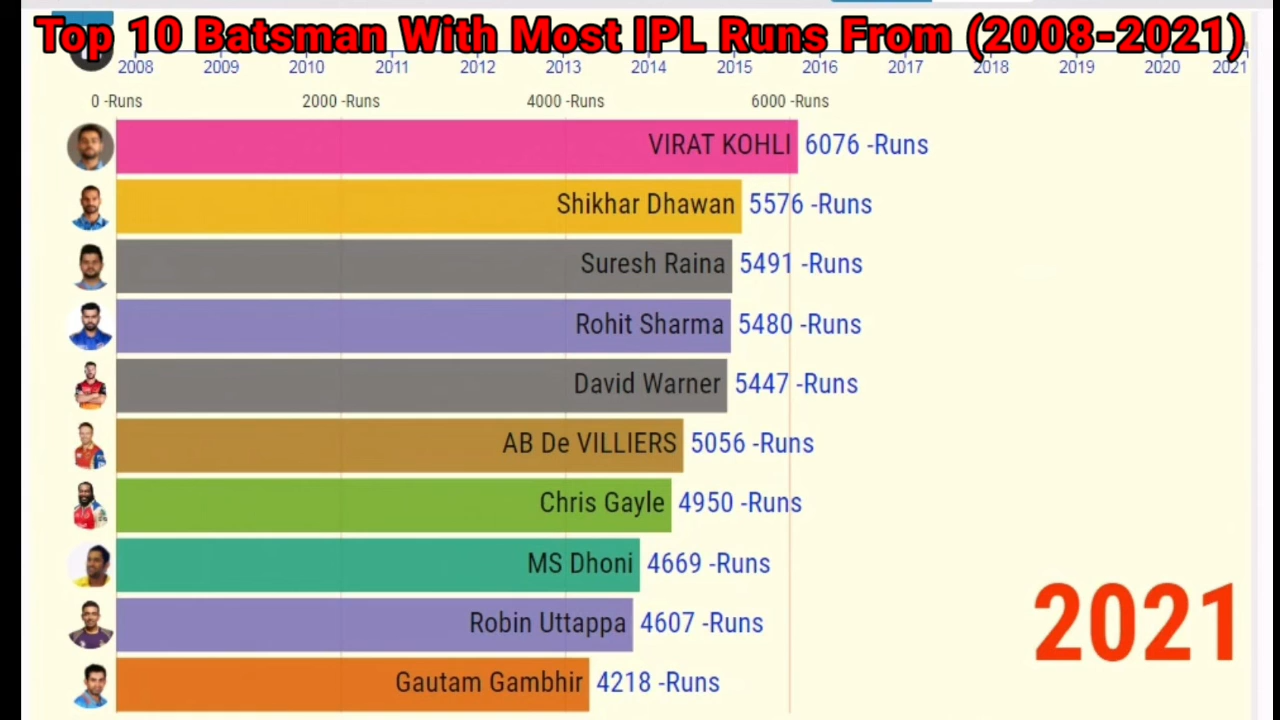 Top 10 Batsman With Most IPL Runs From (2008-2021)
2008 2009 2010 2011 2012 2013 2014 2015 2016 2017 2018 2019 2020 2021
0 -Runs 2000 -Runs 4000 -Runs 6000 -Runs
VIRAT KOHLI 6076 -Runs
Shikhar Dhawan 5576 -Runs
Suresh Raina 5491 -Runs
Rohit Sharma 5480 -Runs
David Warner 5447 -Runs
AB De VILLIERS 5056 -Runs
Chris Gayle 4950 -Runs
MS Dhoni 4669 -Runs
Robin Uttappa 4607 -Runs
Gautam Gambhir 4218 -Runs
2021